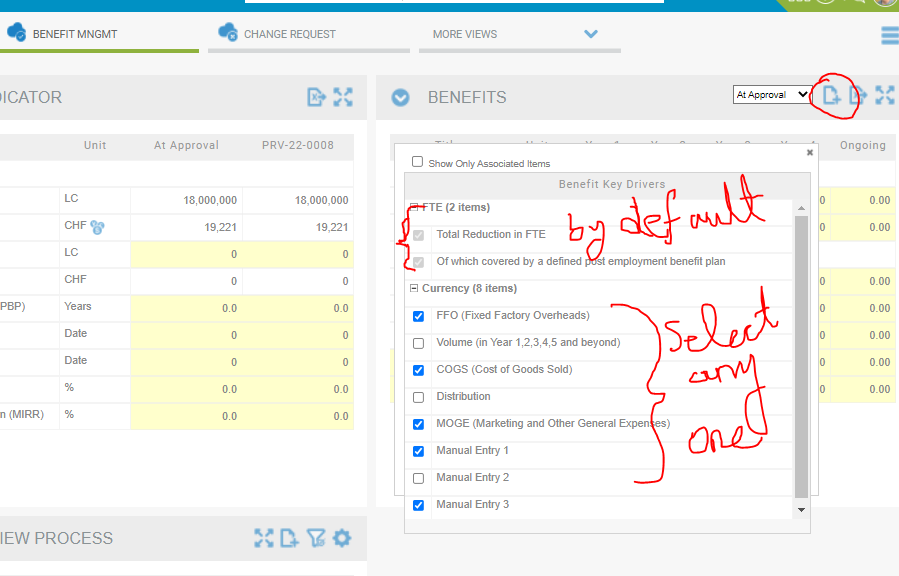 BENEFIT MNGMT
CHANGE REQUEST
MORE VIEWS
DICATOR
BENEFITS
At Approval
Unit At Approval PRV-22-0008
Ongoing
Show Only Associated Items
Benefit Key Drivers
LC 18,000,000 18,000,000
CHF 19,221 19,221
LC 0 0
CHF 0 0
PBP) Years 0.0 0.0
Date 0 0
Date 0 0
% 0.0 0.0
n (MIRR) % 0.0 0.0
FTE (2 items)
Total Reduction in FTE
Of which covered by a defined post employment benefit plan
by default
Currency (8 items)
FFO (Fixed Factory Overheads)
Volume (in Year 1,2,3,4,5 and beyond)
COGS (Cost of Goods Sold)
Distribution
MOGE (Marketing and Other General Expenses)
Manual Entry 1
Manual Entry 2
Manual Entry 3
Select
any
one
0 0.00
0 0.00
0 0.00
0 0.00
0 0.00
0 0.00
0 0.00
IEW PROCESS